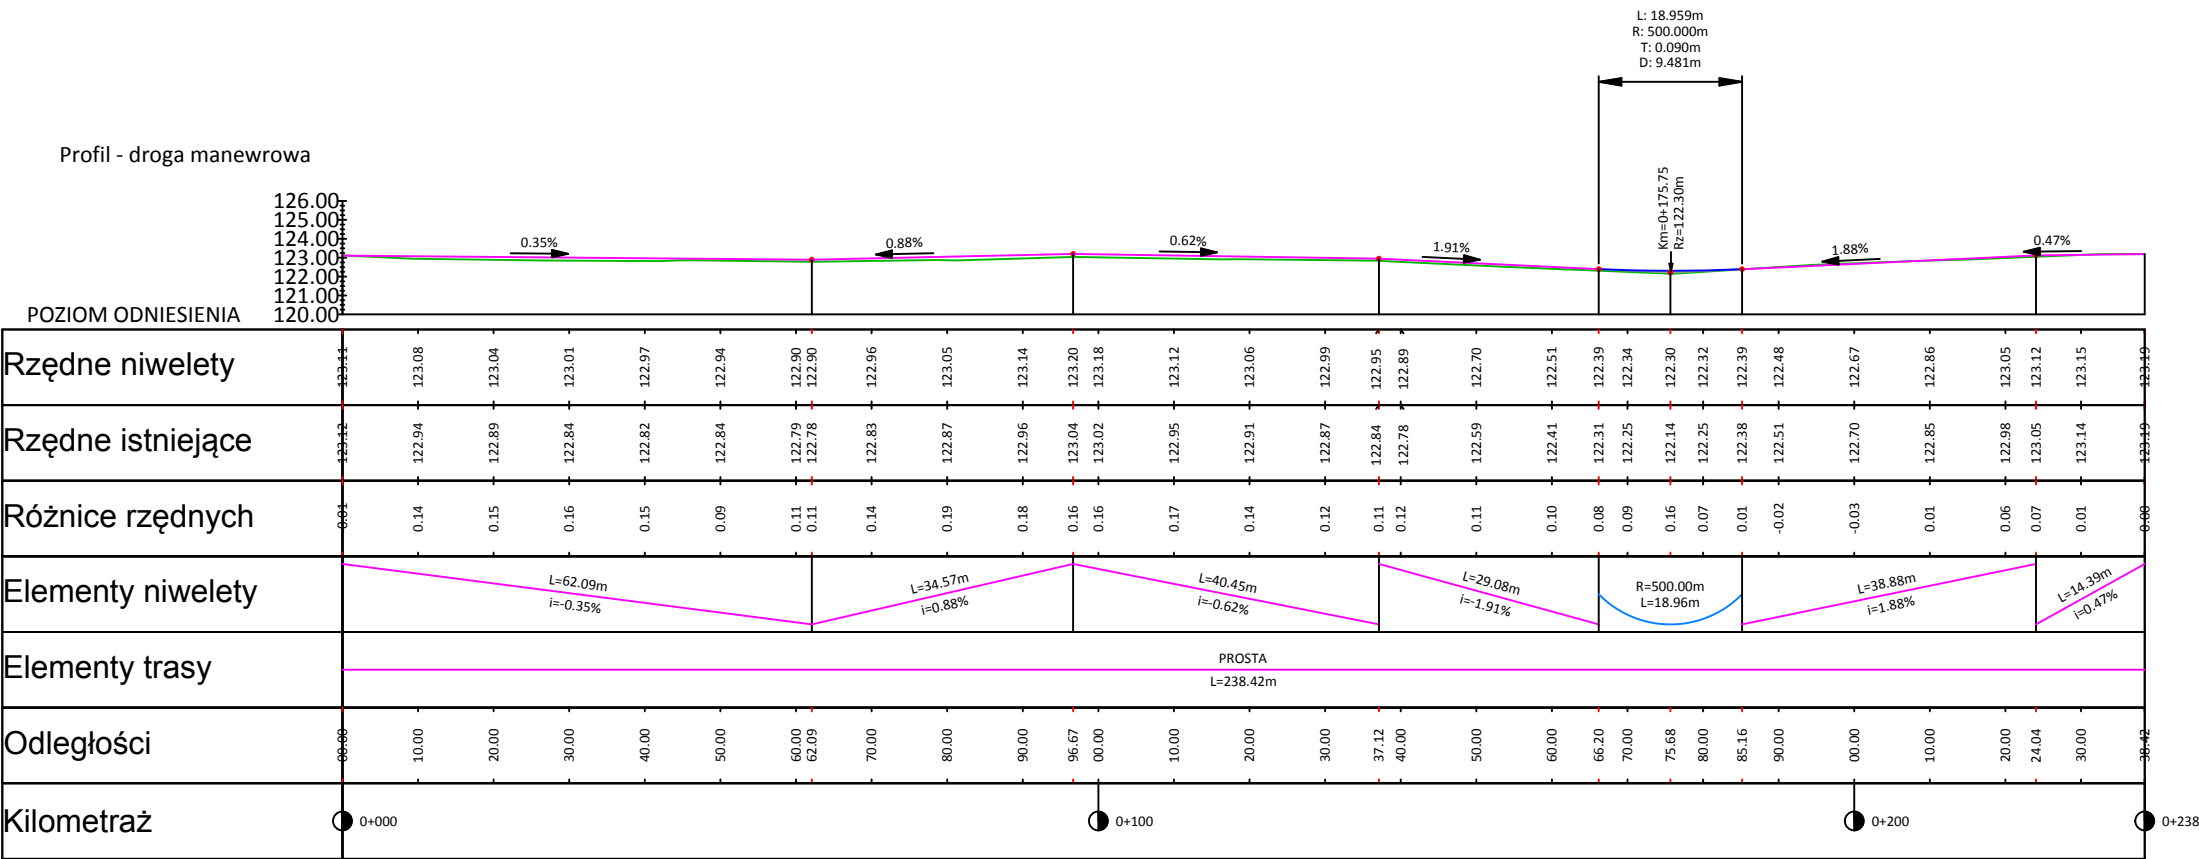 L: 18.959m
R: 500.000m
T: 0.090m
D: 9.481m
Profil - droga manewrowa
Km=0+175.75
Rz=122.30m
126.00
125.00
124.00
123.00
122.00
121.00
120.00
0.35%
0.88%
0.62%
1.91%
1.88%
0.47%
POZIOM ODNIESIENIA
Rzędne niwelety
123.11 123.08 123.04 123.01 122.97 122.94 122.90 122.90 122.96 123.05 123.14 123.20 123.18 123.12 123.06 122.99 122.95 122.89 122.70 122.51 122.39 122.34 122.30 122.32 122.39 122.48 122.67 122.86 123.05 123.12 123.15 123.19
Rzędne istniejące
123.12 122.94 122.89 122.84 122.82 122.84 122.79 122.78 122.83 122.87 122.96 123.04 123.02 122.95 122.91 122.87 122.84 122.78 122.59 122.41 122.31 122.25 122.14 122.25 122.38 122.51 122.70 122.85 122.98 123.05 123.14 123.19
Różnice rzędnych
0.01 0.14 0.15 0.16 0.15 0.09 0.11 0.11 0.14 0.19 0.18 0.16 0.16 0.17 0.14 0.12 0.11 0.12 0.11 0.10 0.08 0.09 0.16 0.07 0.01 -0.02 -0.03 0.01 0.06 0.07 0.01 0.00
Elementy niwelety
L=62.09m
i=-0.35%
L=34.57m
i=0.88%
L=40.45m
i=-0.62%
L=29.08m
i=-1.91%
R=500.00m
L=18.96m
L=38.88m
i=1.88%
L=14.39m
i=0.47%
Elementy trasy
PROSTA
L=238.42m
Odległości
00.00 10.00 20.00 30.00 40.00 50.00 60.00 62.09 70.00 80.00 90.00 96.67 00.00 10.00 20.00 30.00 37.12 40.00 50.00 60.00 66.20 70.00 75.68 80.00 85.16 90.00 00.00 10.00 20.00 24.04 30.00 38.42
Kilometraż
0+000
0+100
0+200
0+238